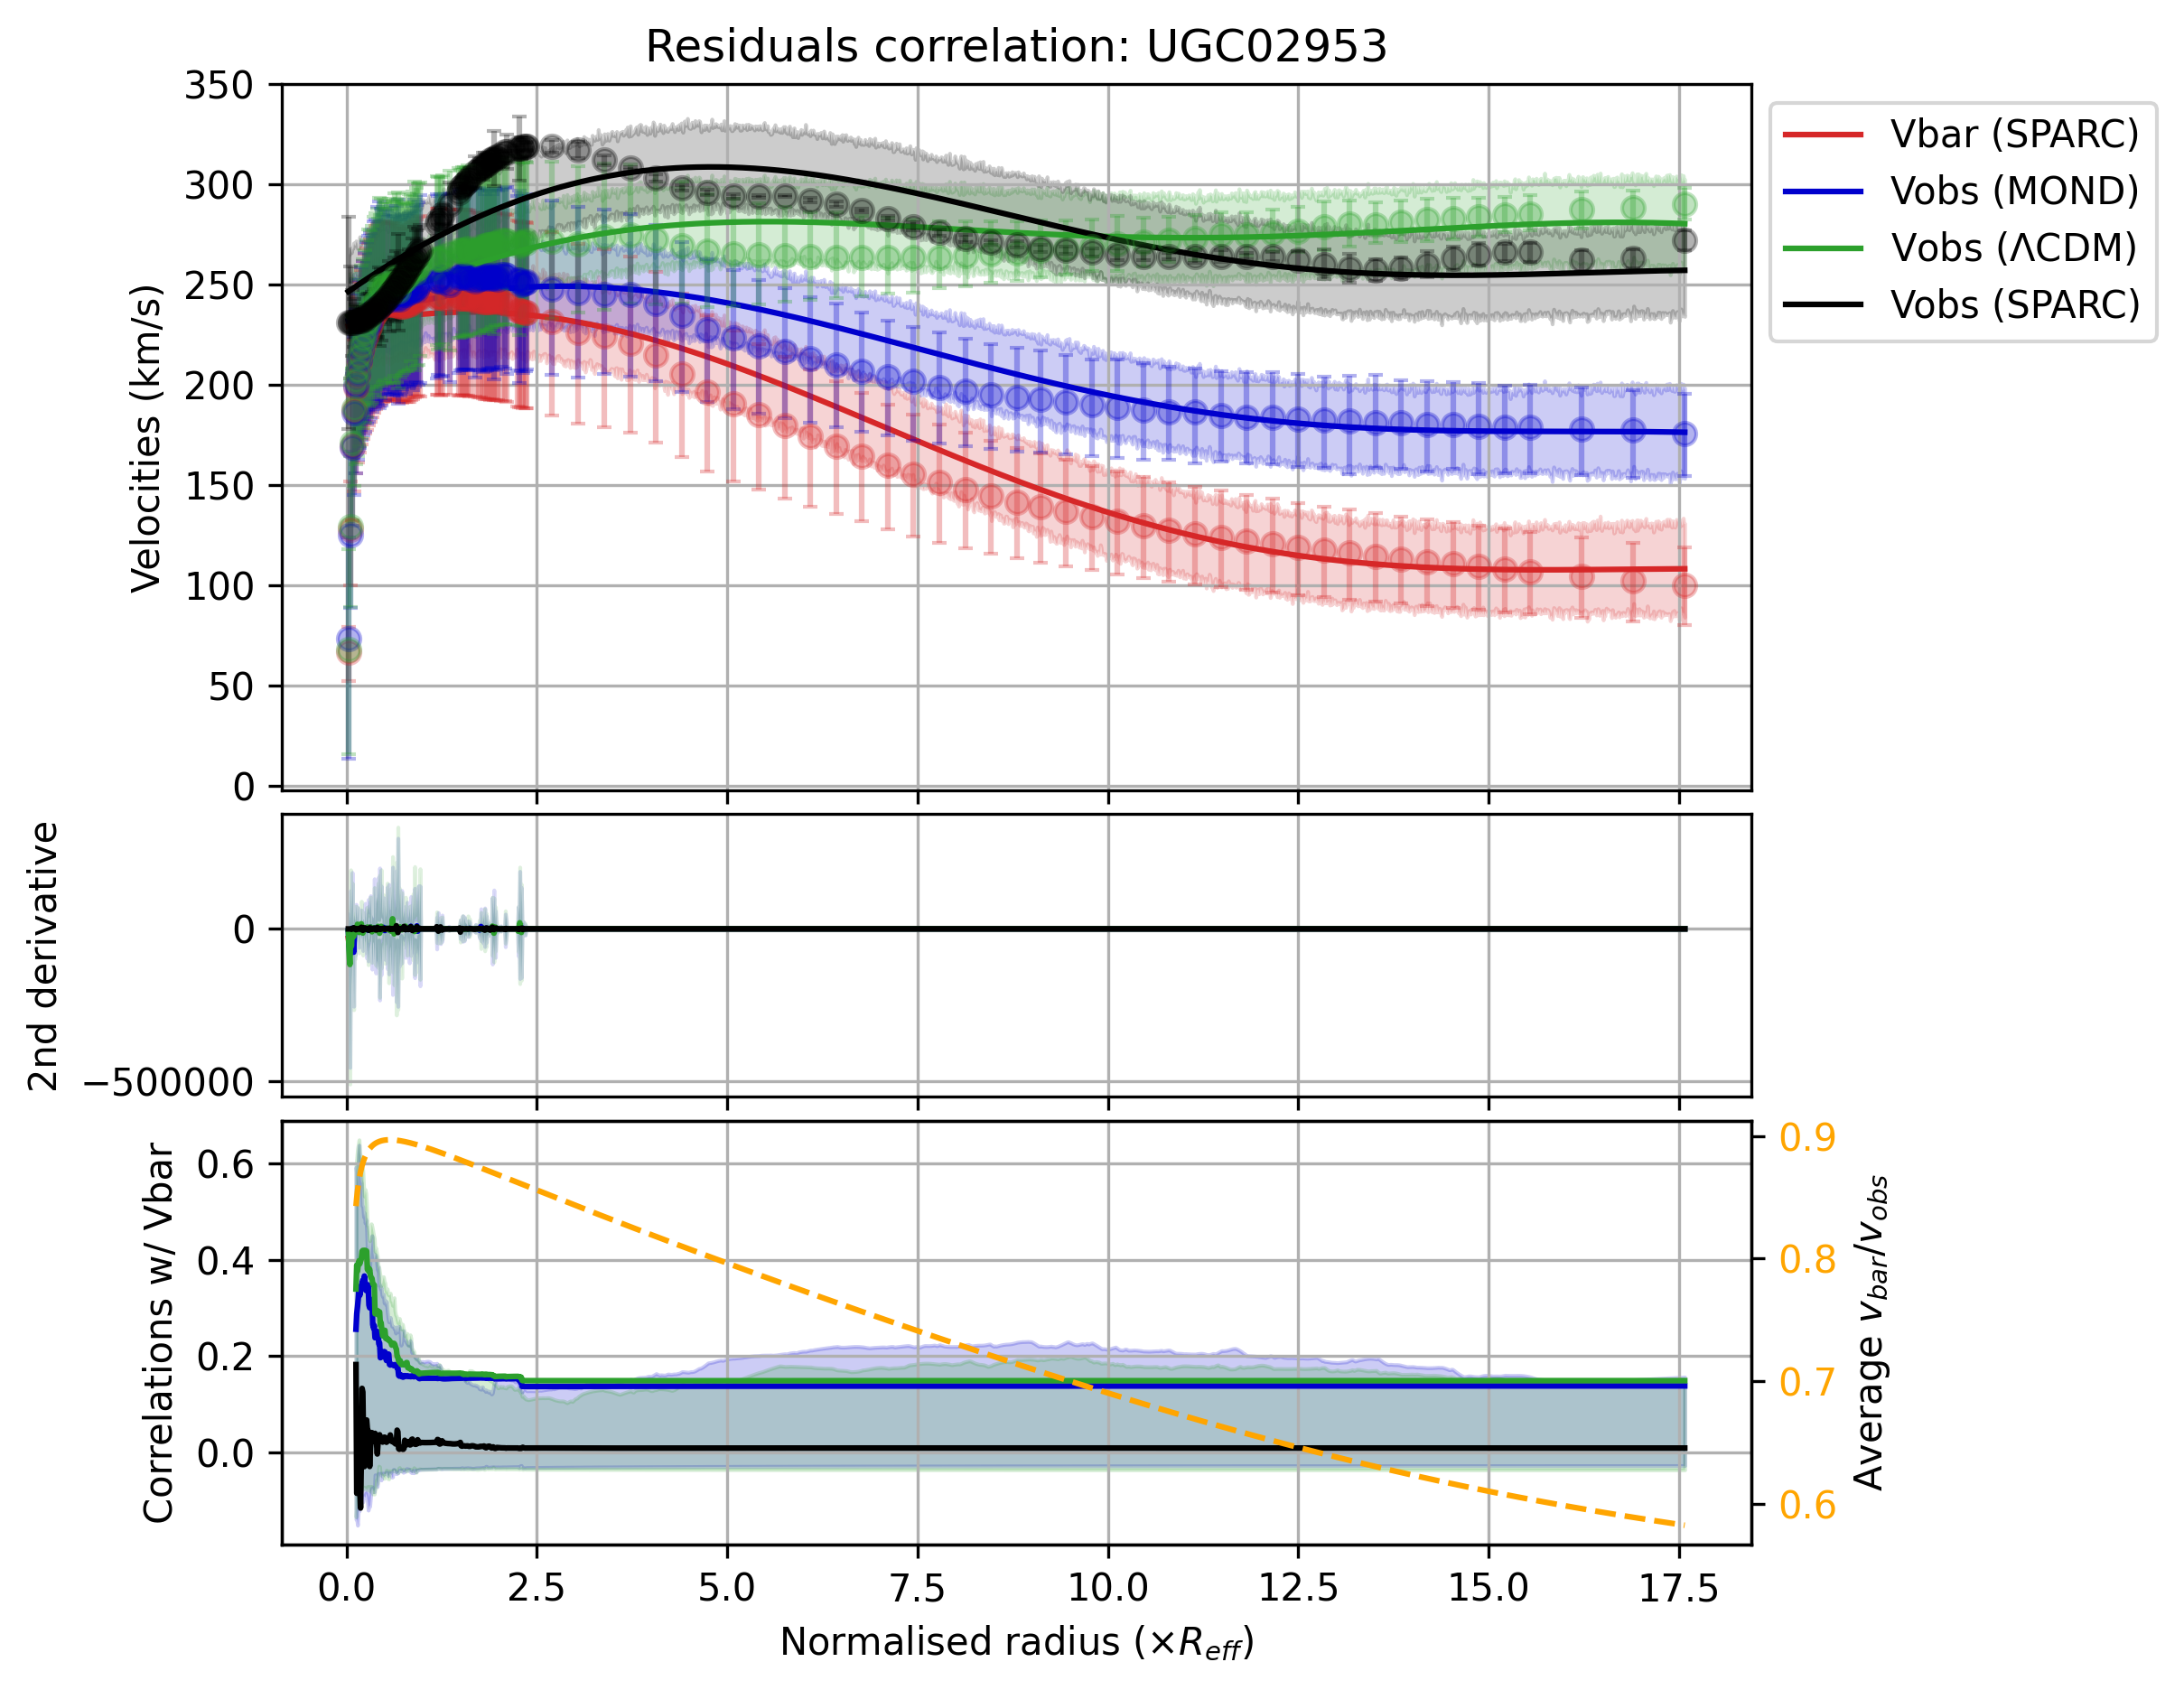 Residuals correlation: UGC02953
350
300
250
200
150
100
50
0
Velocities (km/s)
Vbar (SPARC)
Vobs (MOND)
Vobs (ΛCDM)
Vobs (SPARC)
0
−500000
2nd derivative
0.6
0.4
0.2
0.0
Correlations w/ Vbar
0.9
0.8
0.7
0.6
Average v_bar/v_obs
0.0 2.5 5.0 7.5 10.0 12.5 15.0 17.5
Normalised radius (×R_eff)